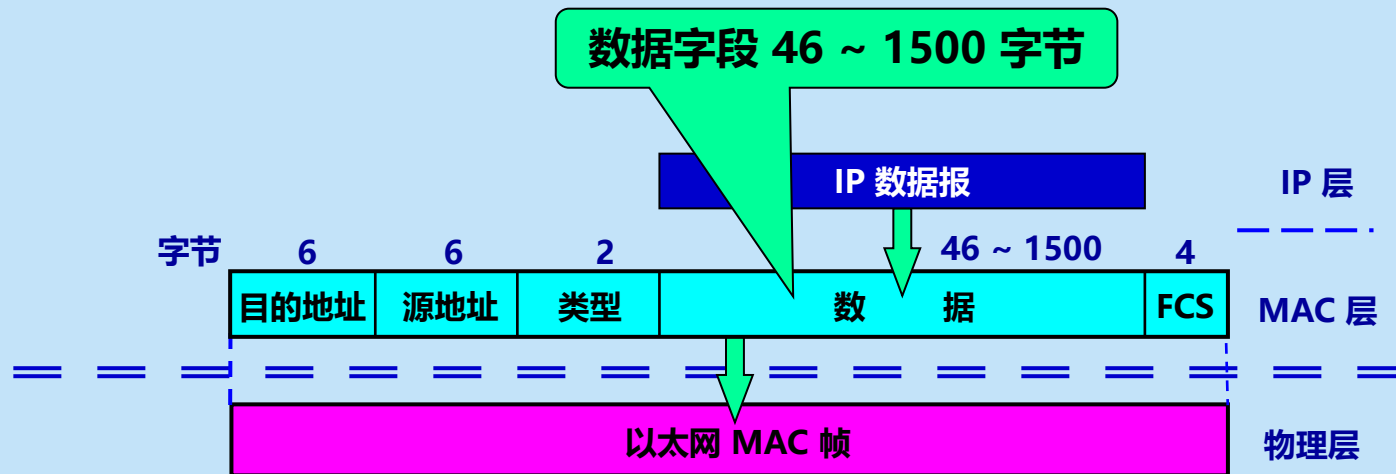 数据字段 46 ~ 1500 字节
IP 数据报
IP 层
字节 6 6 2 46 ~ 1500 4
目的地址 源地址 类型 数 据 FCS MAC 层
以太网 MAC 帧
物理层